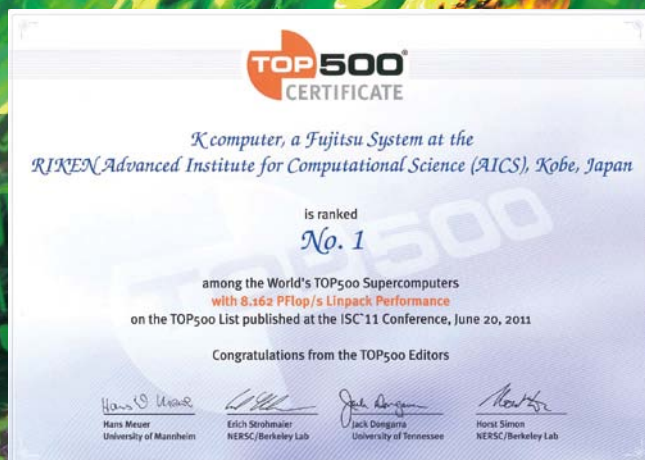 TOP500
CERTIFICATE
K computer, a Fujitsu System at the
RIKEN Advanced Institute for Computational Science (AICS), Kobe, Japan
is ranked
No. 1
among the World's TOP500 Supercomputers
with 8.162 PFlop/s Linpack Performance
on the TOP500 List published at the ISC`11 Conference, June 20, 2011
Congratulations from the TOP500 Editors
Hans Meuer
University of Mannheim
Erich Strohmaier
NERSC/Berkeley Lab
Jack Dongarra
University of Tennessee
Horst Simon
NERSC/Berkeley Lab